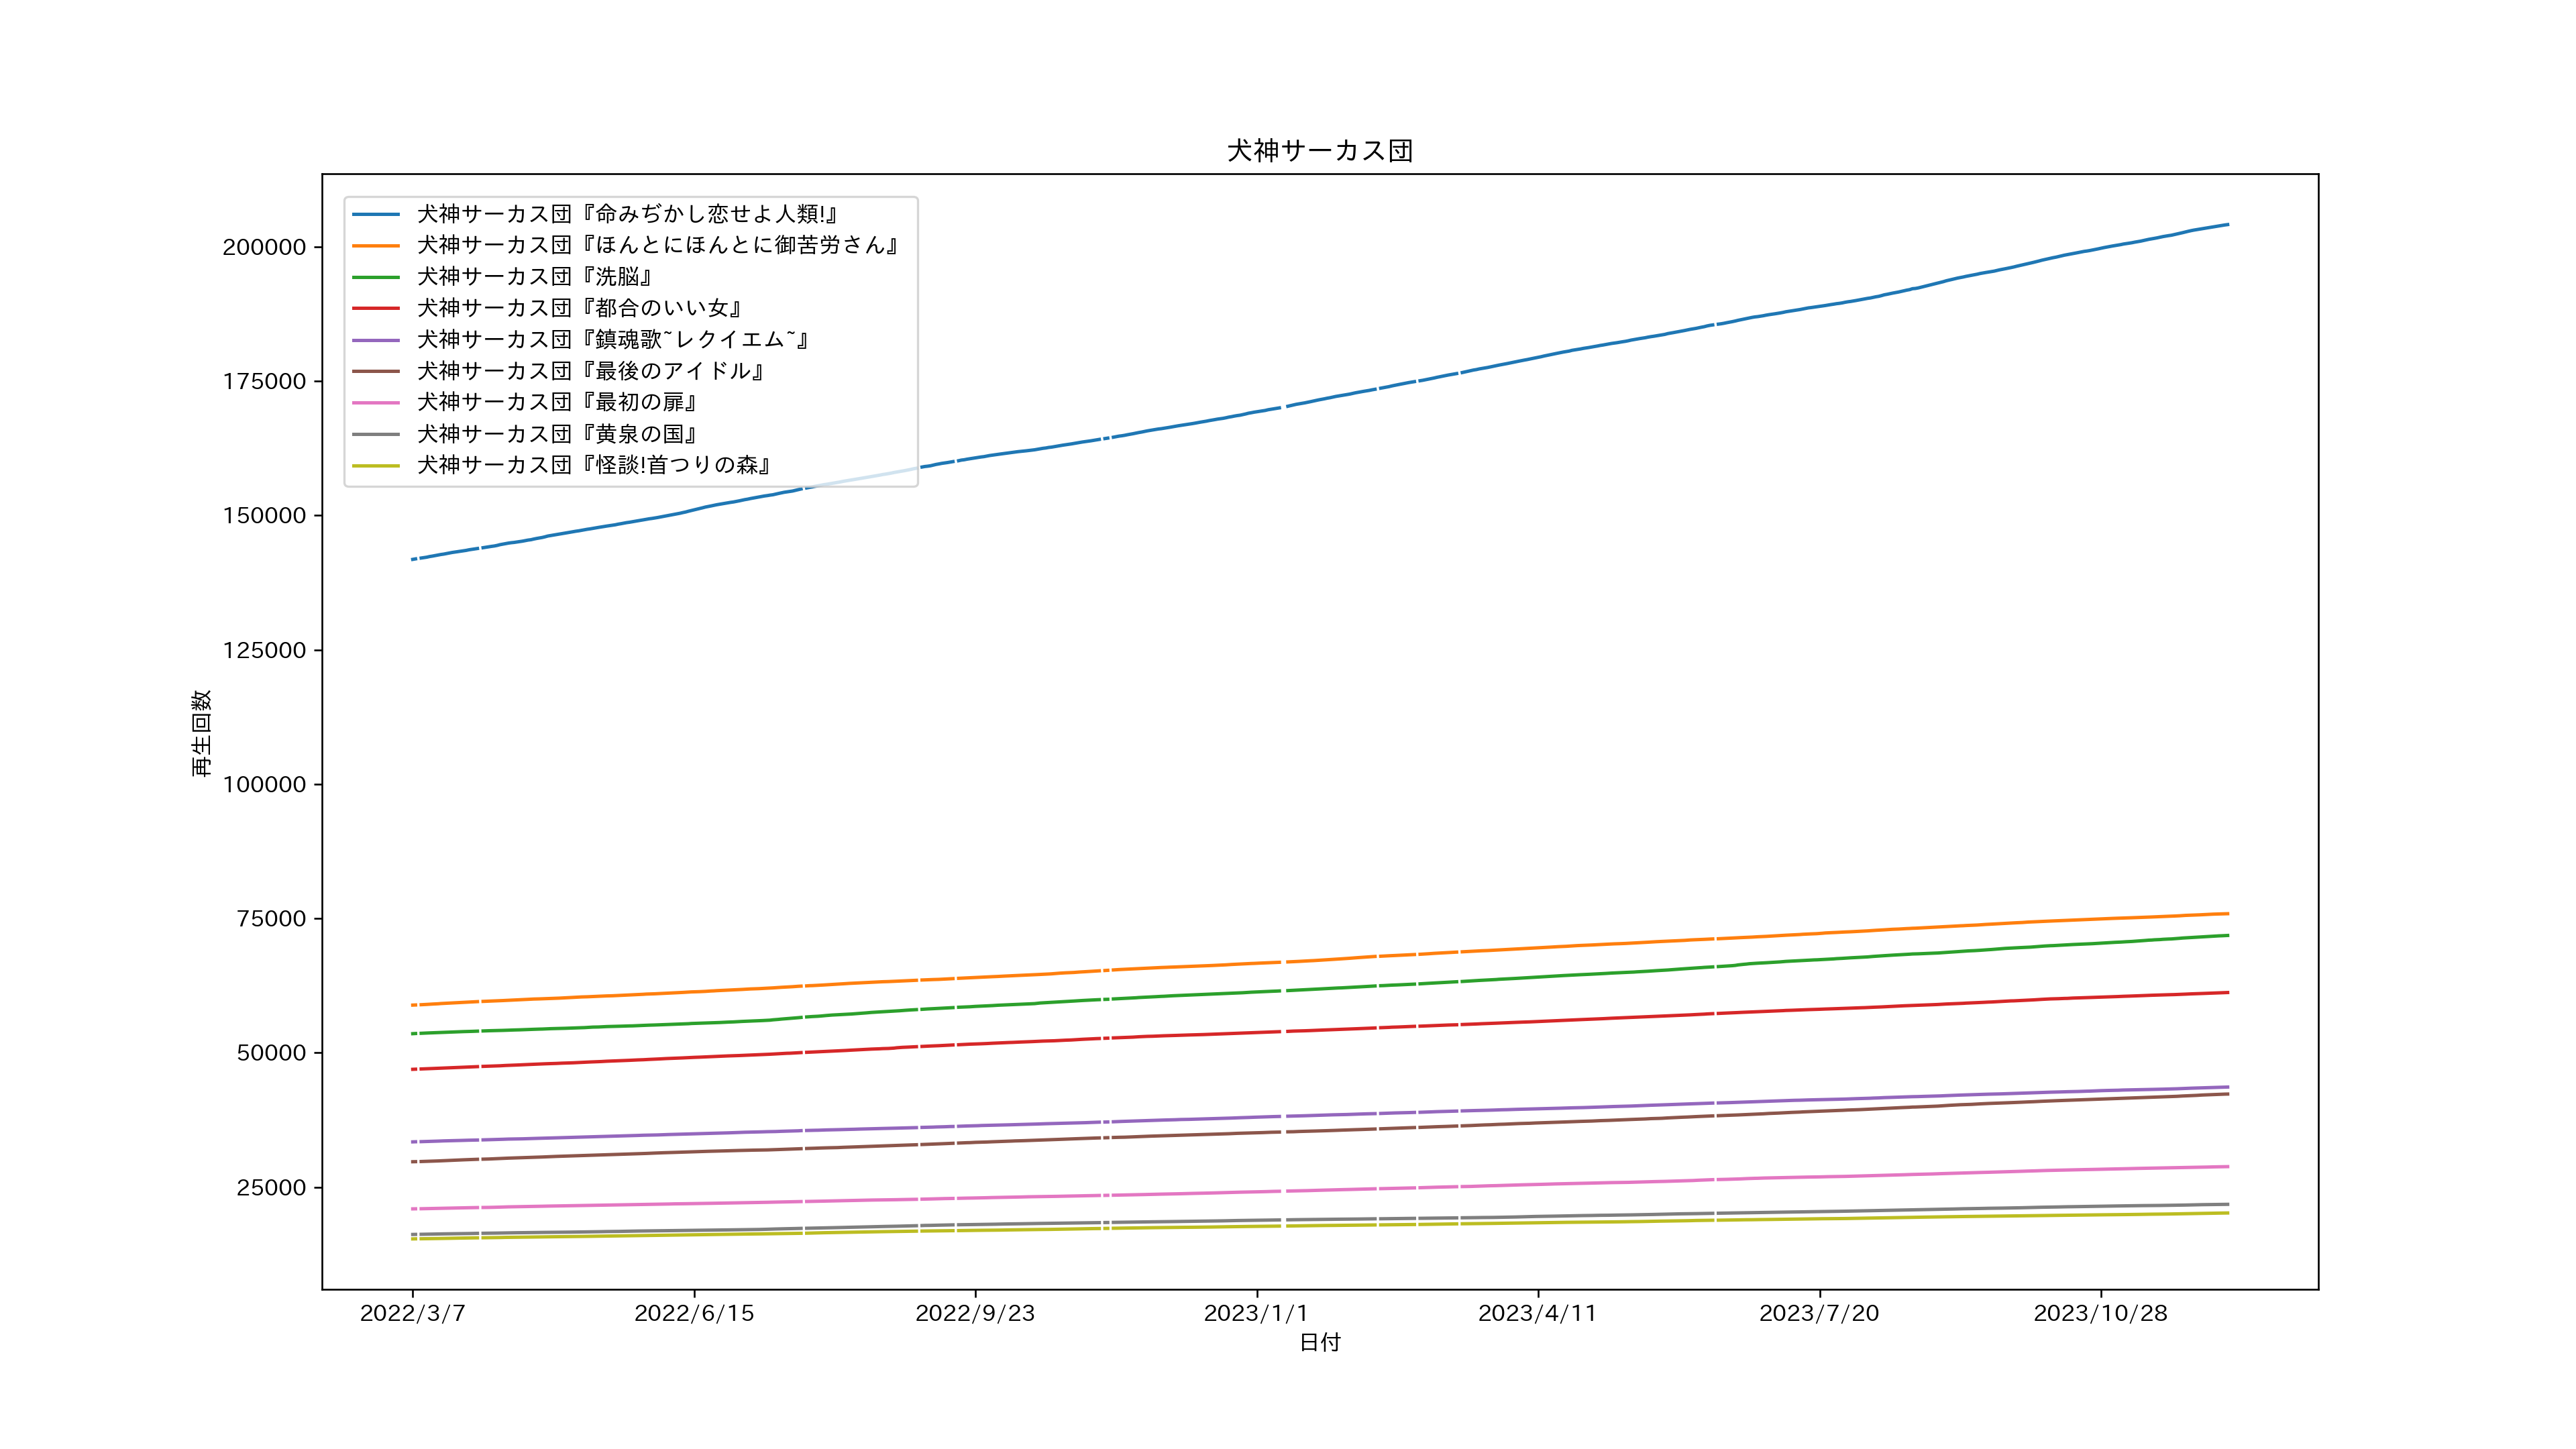 犬神サーカス団
犬神サーカス団『命みぢかし恋せよ人類!』
犬神サーカス団『ほんとにほんとに御苦労さん』
犬神サーカス団『洗脳』
犬神サーカス団『都合のいい女』
犬神サーカス団『鎮魂歌~レクイエム~』
犬神サーカス団『最後のアイドル』
犬神サーカス団『最初の扉』
犬神サーカス団『黄泉の国』
犬神サーカス団『怪談!首つりの森』
200000
175000
150000
125000
100000
75000
50000
25000
再生回数
2022/3/7 2022/6/15 2022/9/23 2023/1/1 2023/4/11 2023/7/20 2023/10/28
日付